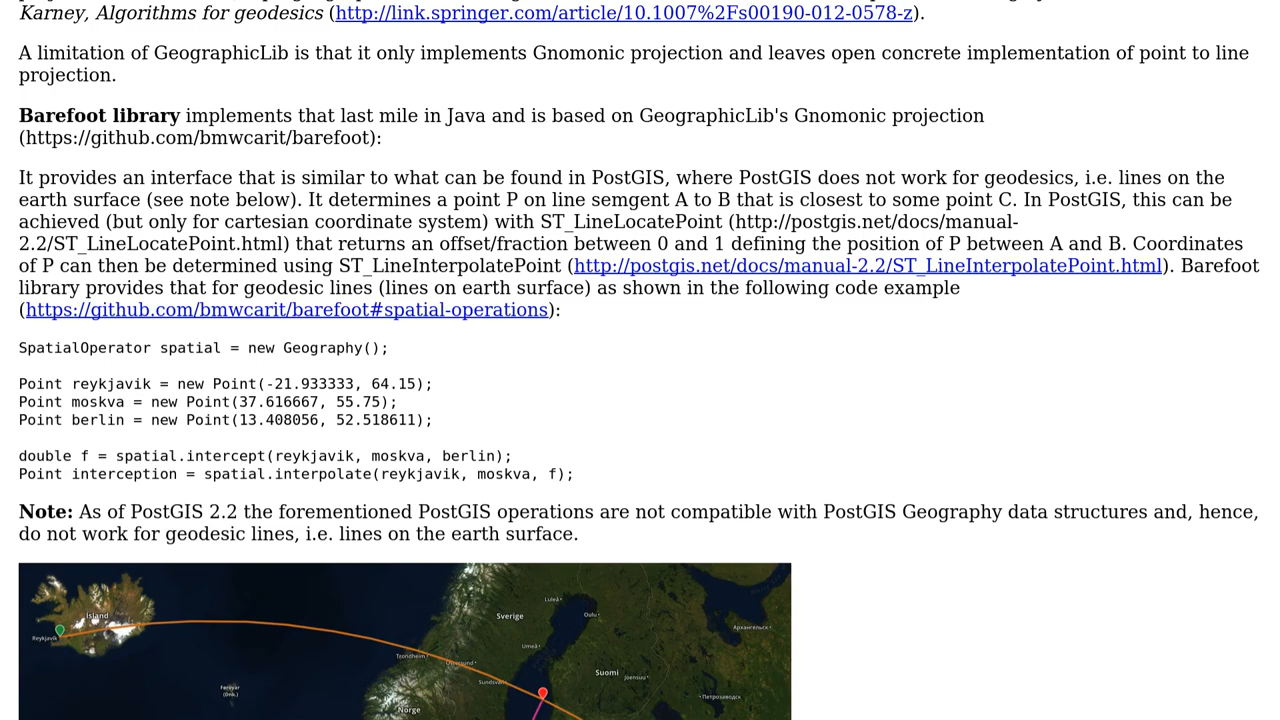 Karney, Algorithms for geodesics (http://link.springer.com/article/10.1007%2Fs00190-012-0578-z).
A limitation of GeographicLib is that it only implements Gnomonic projection and leaves open concrete implementation of point to line
projection.
Barefoot library implements that last mile in Java and is based on GeographicLib's Gnomonic projection
(https://github.com/bmwcarit/barefoot):
It provides an interface that is similar to what can be found in PostGIS, where PostGIS does not work for geodesics, i.e. lines on the
earth surface (see note below). It determines a point P on line semgent A to B that is closest to some point C. In PostGIS, this can be
achieved (but only for cartesian coordinate system) with ST_LineLocatePoint (http://postgis.net/docs/manual-
2.2/ST_LineLocatePoint.html) that returns an offset/fraction between 0 and 1 defining the position of P between A and B. Coordinates
of P can then be determined using ST_LineInterpolatePoint (http://postgis.net/docs/manual-2.2/ST_LineInterpolatePoint.html). Barefoot
library provides that for geodesic lines (lines on earth surface) as shown in the following code example
(https://github.com/bmwcarit/barefoot#spatial-operations):
SpatialOperator spatial = new Geography();
Point reykjavik = new Point(-21.933333, 64.15);
Point moskva = new Point(37.616667, 55.75);
Point berlin = new Point(13.408056, 52.518611);
double f = spatial.intercept(reykjavik, moskva, berlin);
Point interception = spatial.interpolate(reykjavik, moskva, f);
Note: As of PostGIS 2.2 the forementioned PostGIS operations are not compatible with PostGIS Geography data structures and, hence,
do not work for geodesic lines, i.e. lines on the earth surface.
Luleå
Ísland
Sverige
Oulu
Архангельск
Reykjavík
Umeå
Trondheim
Östersund
Suomi
Joensuu
Sundsvall
Føroyar
(Dnk.)
Петрозаводск
Norge